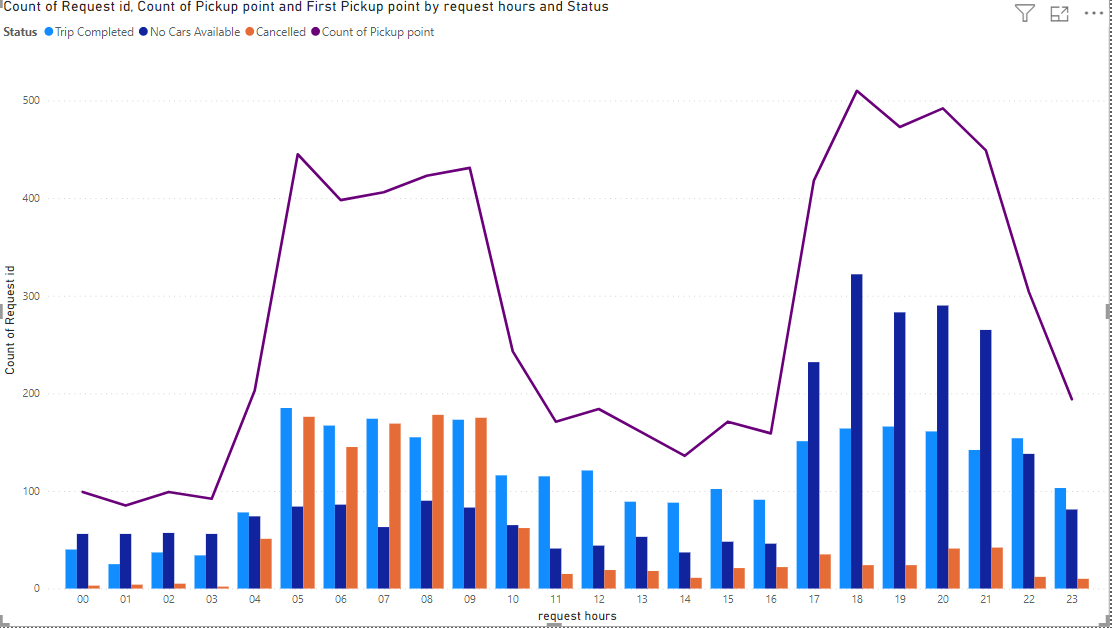 Count of Request id, Count of Pickup point and First Pickup point by request hours and Status
Status Trip Completed No Cars Available Cancelled Count of Pickup point
500
400
300
200
100
0
Count of Request id
00 01 02 03 04 05 06 07 08 09 10 11 12 13 14 15 16 17 18 19 20 21 22 23
request hours